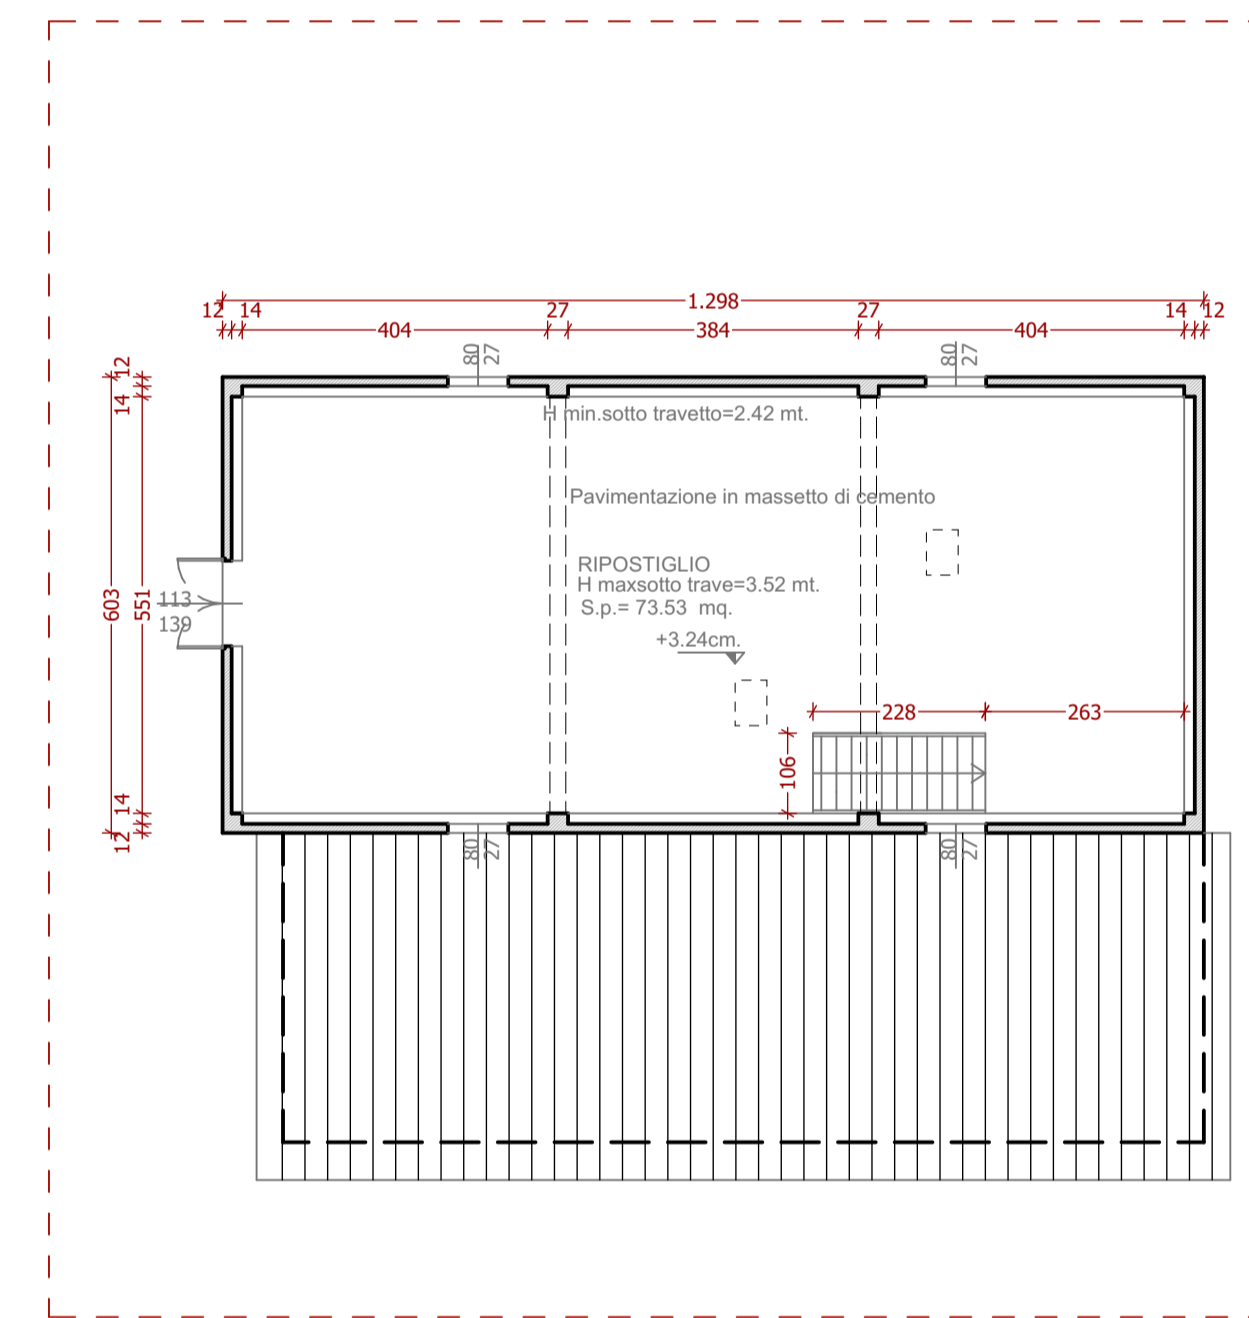 1.298
12 14 27 27 14 12
404 384 404
80 27 80 27
12
14
H min.sotto travetto=2.42 mt.
Pavimentazione in massetto di cemento
RIPOSTIGLIO
H maxsotto trave=3.52 mt.
S.p.= 73.53 mq.
603 551
113
139
+3.24cm.
228 263
106
14
12
80 27 80 27